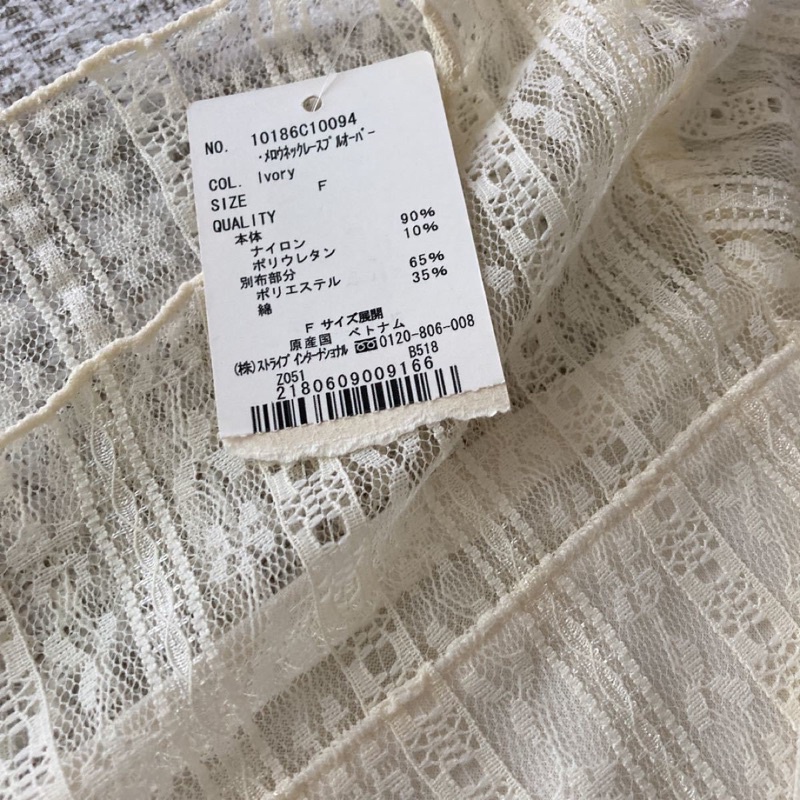 NO. 10186C10094
・メロウネックレースプルオーバー
COL. Ivory
SIZE F
QUALITY
本体 90%
ナイロン 10%
ポリウレタン
別布部分 65%
ポリエステル 35%
綿
F サイズ展開
原産国 ベトナム
(株)ストライプ インターナショナル 0120-806-008
Z051 B518
2180609009166